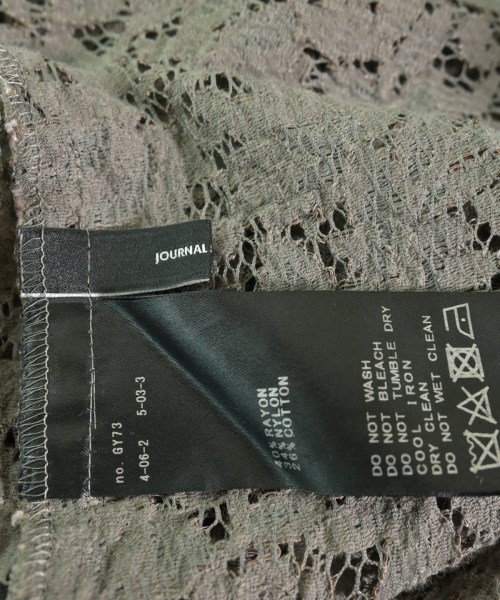 JOURNAL
no. GY73
4-06-2 5-03-3
40% RAYON
34% NYLON
26% COTTON
DO NOT WASH
DO NOT BLEACH
DO NOT TUMBLE DRY
COOL IRON
DRY CLEAN
DO NOT WET CLEAN